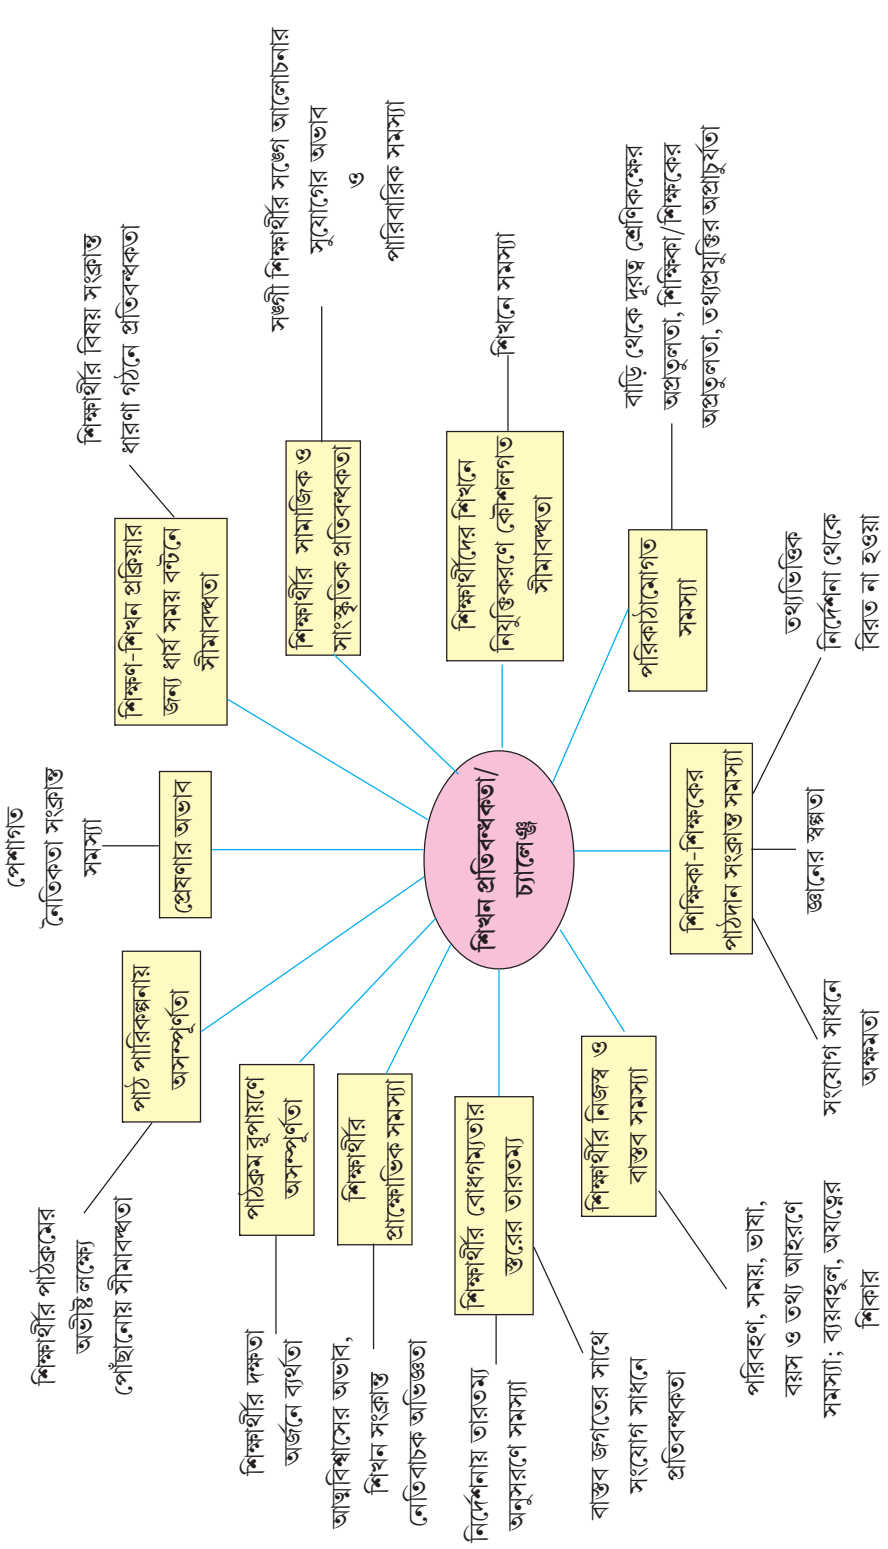 শিখন প্রতিবন্ধকতা/
চ্যালেঞ্জ
শিক্ষার্থীর পাঠক্রমের
অভীষ্ট লক্ষ্যে
পৌঁছানোয় সীমাবদ্ধতা
পাঠ পারিকল্পনায়
অসম্পূর্ণতা
পেশাগত
নৈতিকতা সংক্রান্ত
সমস্যা
প্রেষণার অভাব
শিক্ষার্থীর বিষয় সংক্রান্ত
ধারণা গঠনে প্রতিবন্ধকতা
শিক্ষণ-শিখন প্রক্রিয়ার
জন্য ধার্য সময় বন্টনে
সীমাবদ্ধতা
সঙ্গী শিক্ষার্থীর সঙ্গে আলোচনার
সুযোগের অভাব
ও
পারিবারিক সমস্যা
শিক্ষার্থীর সামাজিক ও
সাংস্কৃতিক প্রতিবন্ধকতা
শিক্ষার্থীর দক্ষতা
অর্জনে ব্যর্থতা
পাঠক্রম রূপায়ণে
অসম্পূর্ণতা
আত্মবিশ্বাসের অভাব,
শিখন সংক্রান্ত
নেতিবাচক অভিজ্ঞতা
শিক্ষার্থীর
প্রাক্ষোভিক সমস্যা
শিক্ষার্থীদের শিখনে
নিযুক্তিকরণে কৌশলগত
সীমাবদ্ধতা
শিখনে সমস্যা
নির্দেশনায় তারতম্য
অনুসরণে সমস্যা
শিক্ষার্থীর বোধগম্যতার
স্তরের তারতম্য
বাস্তব জগতের সাথে
সংযোগ সাধনে
প্রতিবন্ধকতা
শিক্ষার্থীর নিজস্ব ও
বাস্তব সমস্যা
পরিবহণ, সময়, ভাষা,
বয়স ও তথ্য আহরণে
সমস্যা; ব্যয়বহুল, অযত্নের
শিকার
পরিকাঠামোগত
সমস্যা
বাড়ি থেকে দূরত্ব শ্রেণিকক্ষের
অপ্রতুলতা, শিক্ষিকা/শিক্ষকের
অপ্রতুলতা, তথ্যপ্রযুক্তির অপ্রাচুর্যতা
শিক্ষিকা-শিক্ষকের
পাঠদান সংক্রান্ত সমস্যা
সংযোগ সাধনে
অক্ষমতা
জ্ঞানের স্বল্পতা
তথ্যভিত্তিক
নির্দেশনা থেকে
বিরত না হওয়া